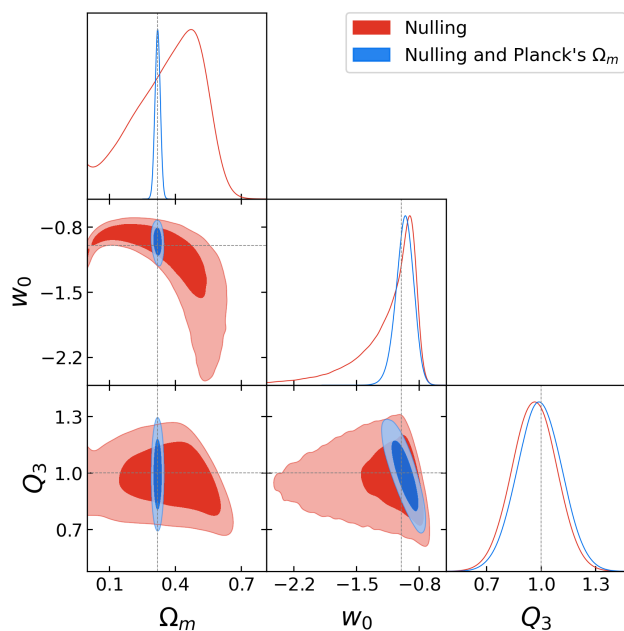 Nulling
Nulling and Planck's Ωm
−0.8
−1.5
−2.2
w0
1.3
1.0
0.7
Q3
0.1 0.4 0.7
−2.2 −1.5 −0.8
0.7 1.0 1.3
Ωm
w0
Q3